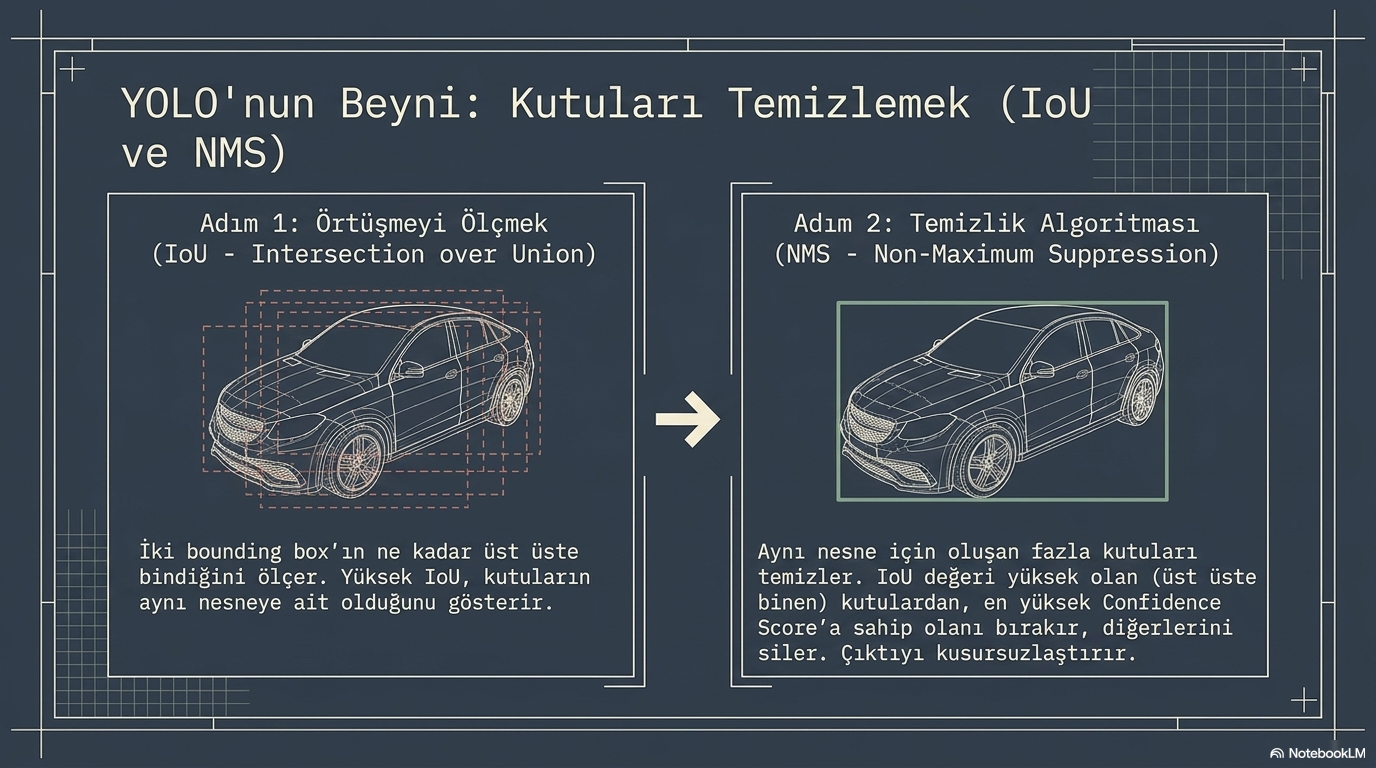 YOLO'nun Beyni: Kutuları Temizlemek (IoU
ve NMS)
Adım 1: Örtüşmeyi Ölçmek
(IoU - Intersection over Union)
İki bounding box’ın ne kadar üst üste
bindiğini ölçer. Yüksek IoU, kutuların
aynı nesneye ait olduğunu gösterir.
Adım 2: Temizlik Algoritması
(NMS - Non-Maximum Suppression)
Aynı nesne için oluşan fazla kutuları
temizler. IoU değeri yüksek olan (üst üste
binen) kutulardan, en yüksek Confidence
Score’a sahip olanı bırakır, diğerlerini
siler. Çıktıyı kusursuzlaştırır.
NotebookLM